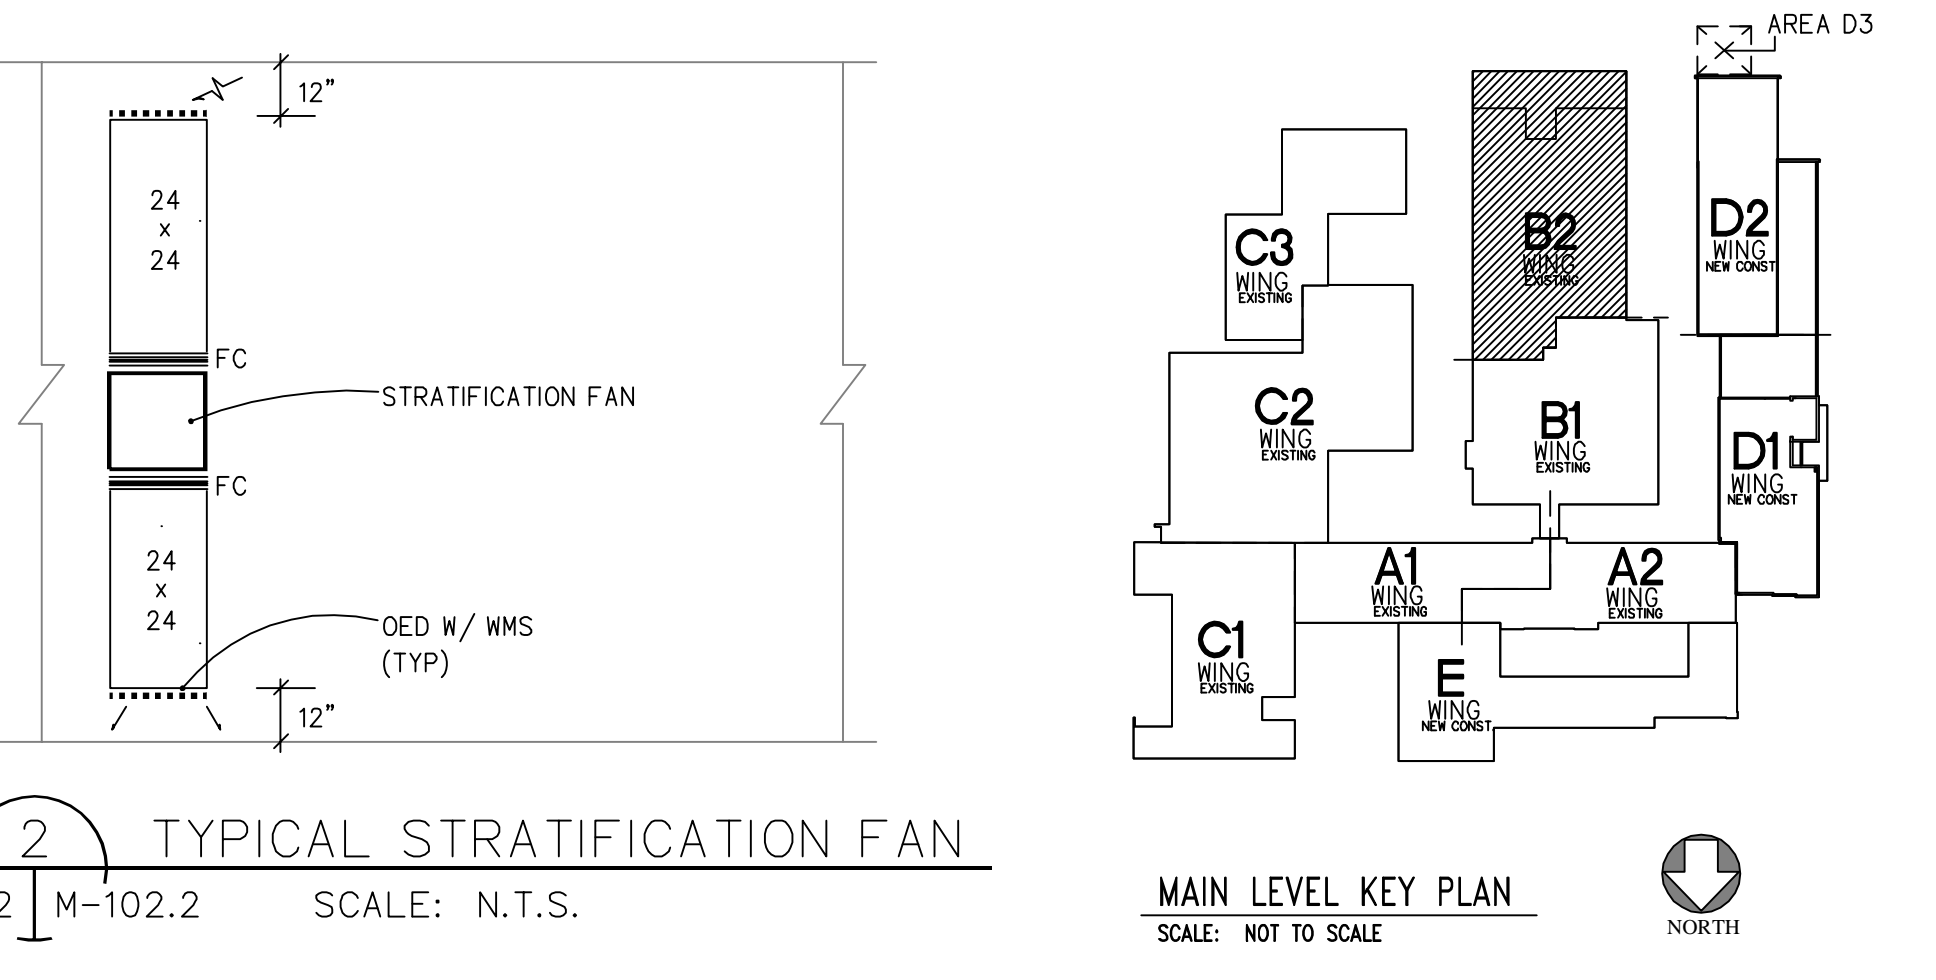 12"
24
x
24
FC
STRATIFICATION FAN
FC
24
x
24
OED W/ WMS
(TYP)
12"
2
TYPICAL STRATIFICATION FAN
2
M-102.2
SCALE: N.T.S.
AREA D3
C3
WING
EXISTING
B2
WING
EXISTING
D2
WING
NEW CONST
C2
WING
EXISTING
B1
WING
EXISTING
D1
WING
NEW CONST
A1
WING
EXISTING
A2
WING
EXISTING
C1
WING
EXISTING
E
WING
NEW CONST.
MAIN LEVEL KEY PLAN
SCALE: NOT TO SCALE
NORTH